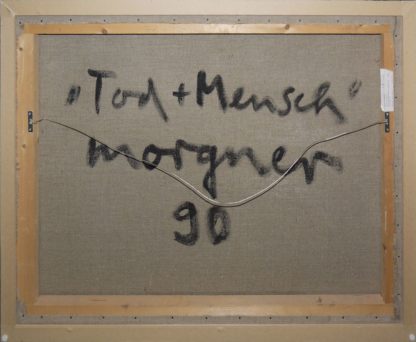 „Tod + Mensch"
morgner
90